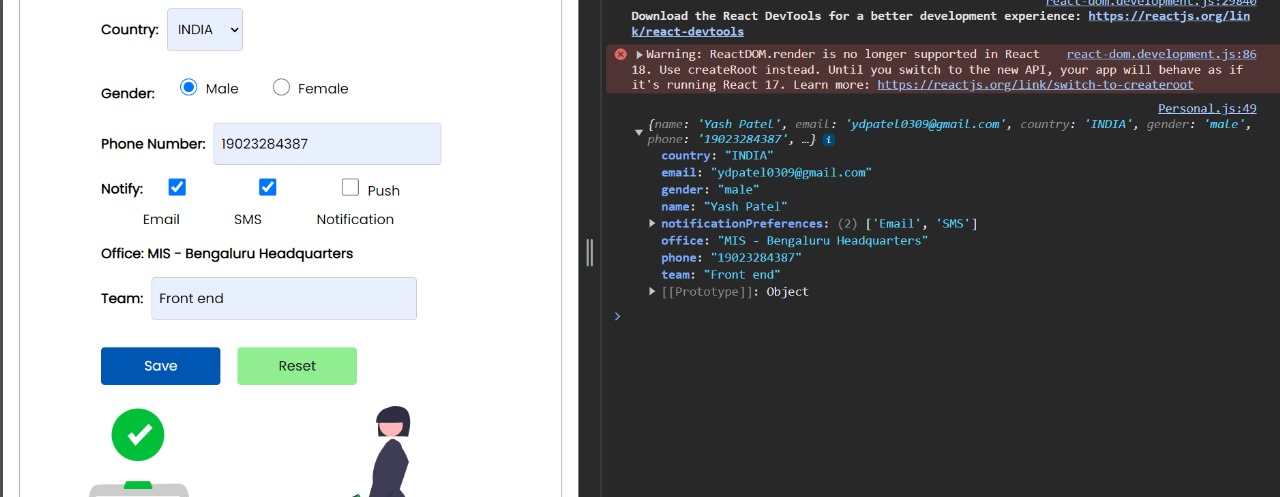 Country: INDIA
Gender: Male Female
Phone Number: 19023284387
Notify: Push
Email SMS Notification
Office: MIS - Bengaluru Headquarters
Team: Front end
Save Reset
react-dom.development.js:29840
Download the React DevTools for a better development experience: https://reactjs.org/lin
k/react-devtools
Warning: ReactDOM.render is no longer supported in React react-dom.development.js:86
18. Use createRoot instead. Until you switch to the new API, your app will behave as if
it's running React 17. Learn more: https://reactjs.org/link/switch-to-createroot
Personal.js:49
{name: 'Yash Patel', email: 'ydpatel0309@gmail.com', country: 'INDIA', gender: 'male',
phone: '19023284387', …} i
country: "INDIA"
email: "ydpatel0309@gmail.com"
gender: "male"
name: "Yash Patel"
notificationPreferences: (2) ['Email', 'SMS']
office: "MIS - Bengaluru Headquarters"
phone: "19023284387"
team: "Front end"
[[Prototype]]: Object